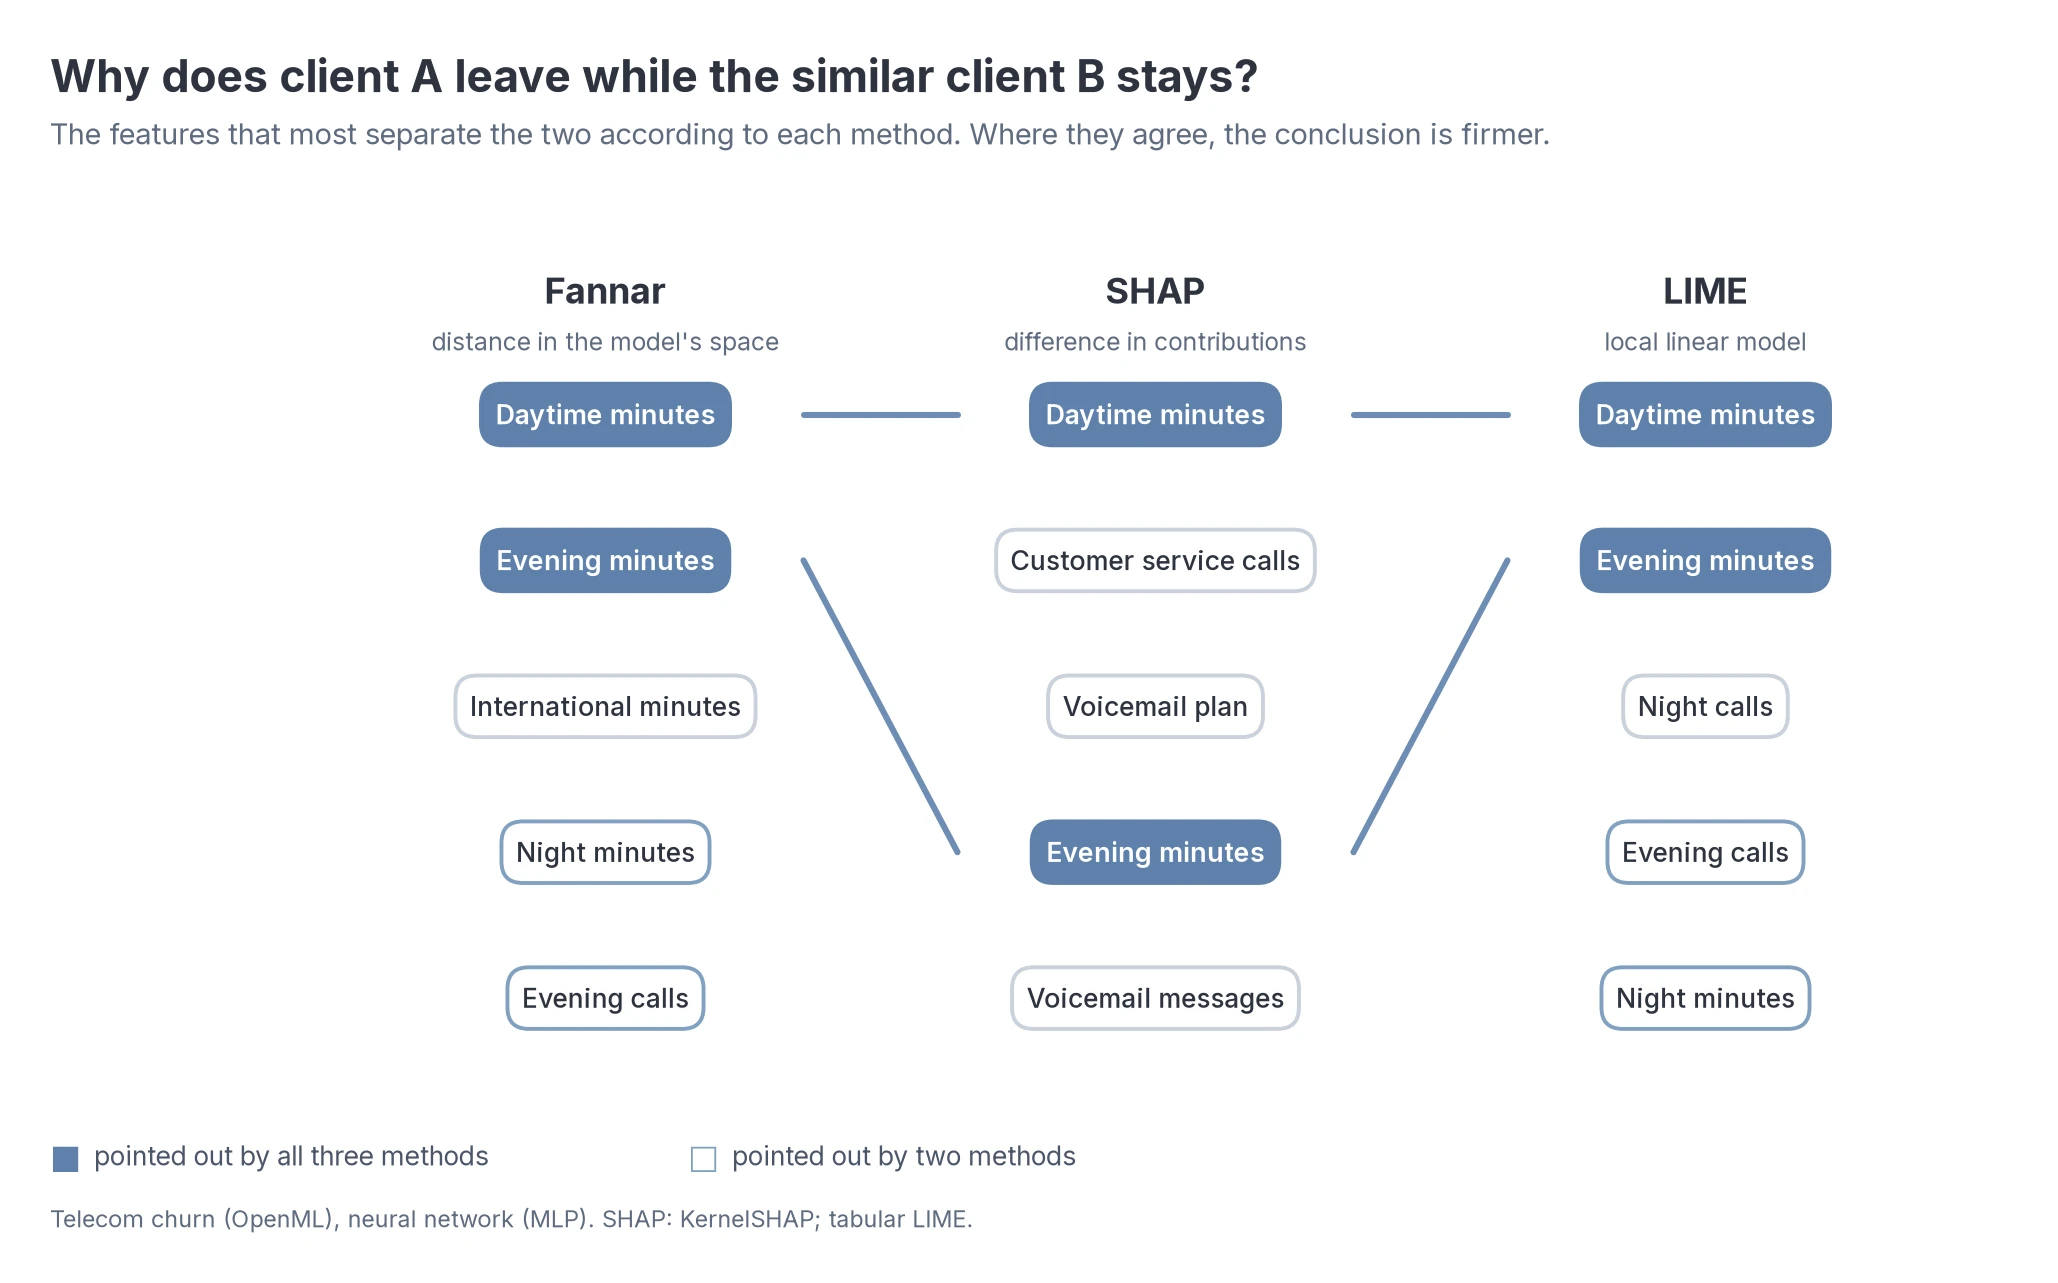 Why does client A leave while the similar client B stays?
The features that most separate the two according to each method. Where they agree, the conclusion is firmer.
Fannar
SHAP
LIME
distance in the model's space
difference in contributions
local linear model
Daytime minutes
Daytime minutes
Daytime minutes
Evening minutes
Customer service calls
Evening minutes
International minutes
Voicemail plan
Night calls
Night minutes
Evening minutes
Evening calls
Evening calls
Voicemail messages
Night minutes
pointed out by all three methods
pointed out by two methods
Telecom churn (OpenML), neural network (MLP). SHAP: KernelSHAP; tabular LIME.